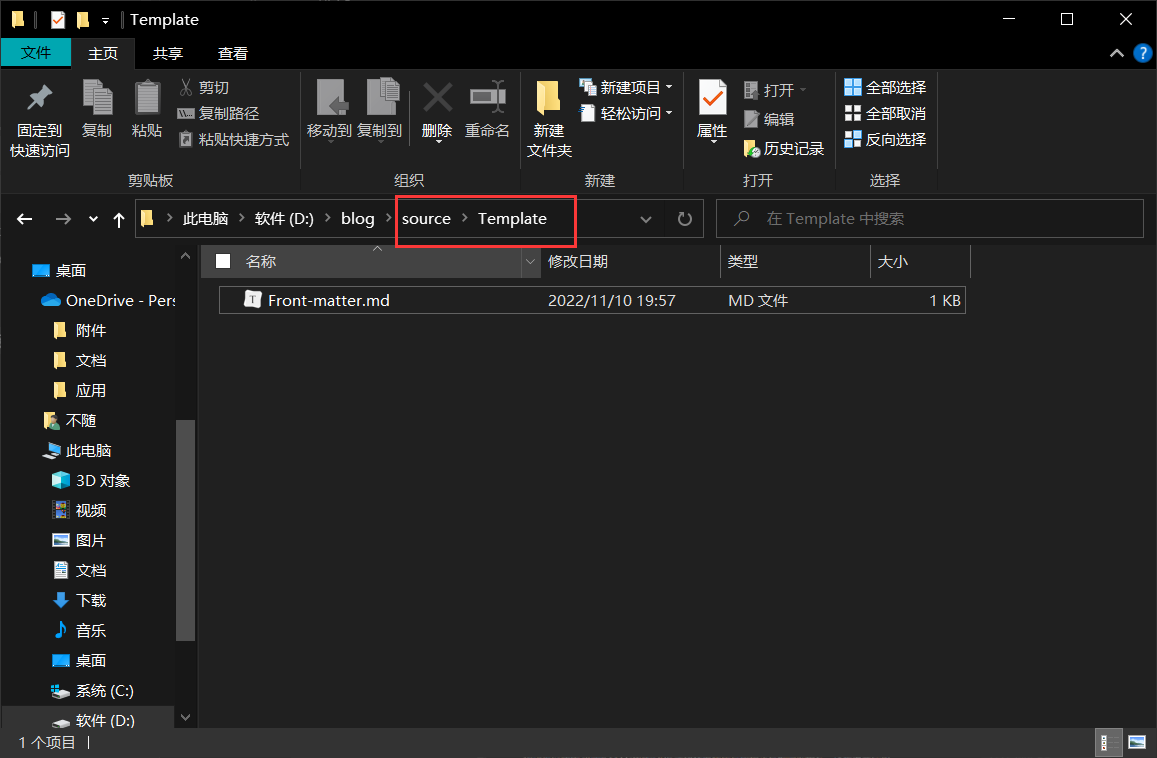 Template
文件 主页 共享 查看
固定到
快速访问
复制
粘贴
剪切
复制路径
粘贴快捷方式
剪贴板
移动到 复制到 删除 重命名
组织
新建
文件夹
新建项目
轻松访问
新建
属性
打开
编辑
历史记录
打开
全部选择
全部取消
反向选择
选择
此电脑 软件 (D:) blog source Template
在 Template 中搜索
名称 修改日期 类型 大小
Front-matter.md 2022/11/10 19:57 MD 文件 1 KB
桌面
OneDrive - Pers
附件
文档
应用
不随
此电脑
3D 对象
视频
图片
文档
下载
音乐
桌面
系统 (C:)
软件 (D:)
1 个项目